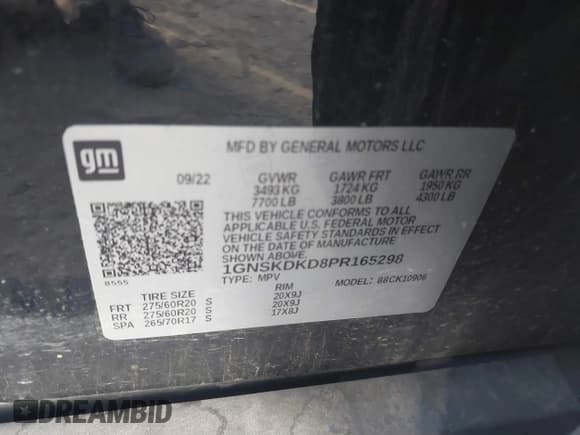 gm
MFD BY GENERAL MOTORS LLC
09/22 GVWR GAWR FRT GAWR RR
3493 KG 1724 KG 1950 KG
7700 LB 3800 LB 4300 LB
THIS VEHICLE CONFORMS TO ALL
APPLICABLE U.S. FEDERAL MOTOR
VEHICLE SAFETY STANDARDS IN EFFECT
ON THE DATE OF MANUFACTURE
SHOWN ABOVE.
8555 1GNSKDKD8PR165298
TYPE: MPV MODEL: 88CK10906
TIRE SIZE RIM
FRT 275/60R20 S 20X9J
RR 275/60R20 S 20X9J
SPA 265/70R17 S 17X8J
DREAMBID